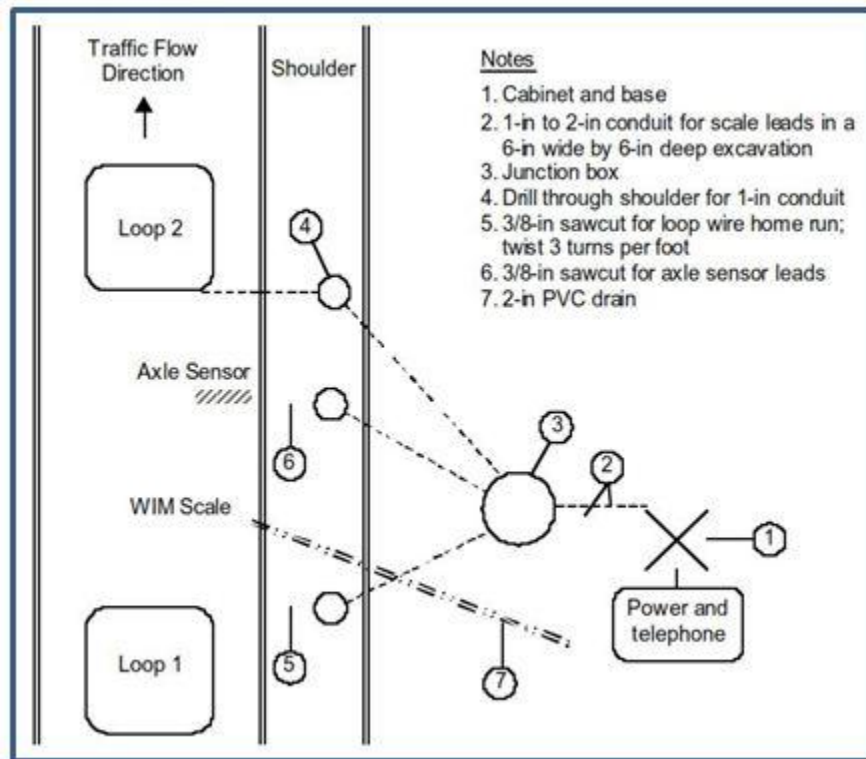 Traffic Flow
Direction
Shoulder
Notes
1. Cabinet and base
2. 1-in to 2-in conduit for scale leads in a
6-in wide by 6-in deep excavation
3. Junction box
4. Drill through shoulder for 1-in conduit
5. 3/8-in sawcut for loop wire home run;
twist 3 turns per foot
6. 3/8-in sawcut for axle sensor leads
7. 2-in PVC drain
Loop 2
4
Axle Sensor
3
6
2
WIM Scale
1
Power and
telephone
Loop 1
5
7